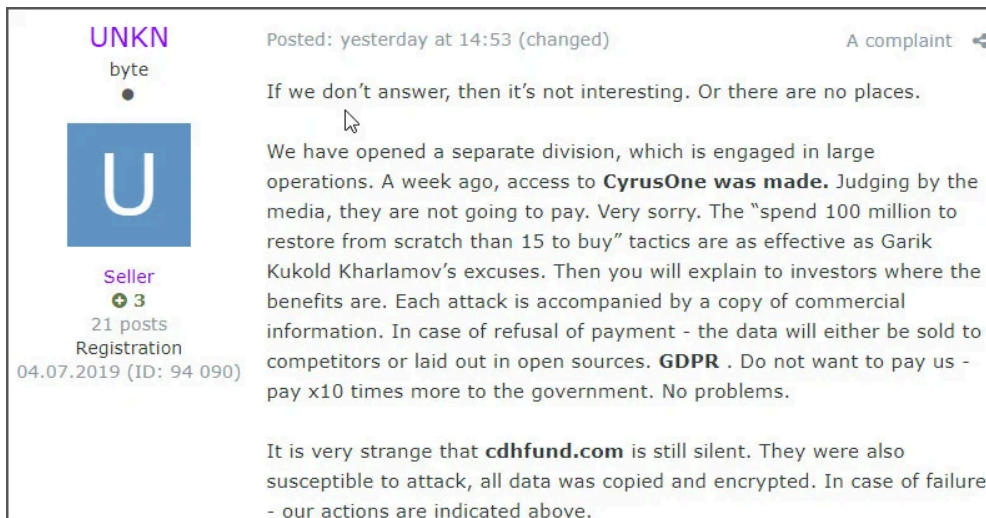 UNKN
byte
U
Seller
3
21 posts
Registration
04.07.2019 (ID: 94 090)
Posted: yesterday at 14:53 (changed)
A complaint
If we don’t answer, then it’s not interesting. Or there are no places.
We have opened a separate division, which is engaged in large
operations. A week ago, access to CyrusOne was made. Judging by the
media, they are not going to pay. Very sorry. The “spend 100 million to
restore from scratch than 15 to buy” tactics are as effective as Garik
Kukold Kharlamov’s excuses. Then you will explain to investors where the
benefits are. Each attack is accompanied by a copy of commercial
information. In case of refusal of payment - the data will either be sold to
competitors or laid out in open sources. GDPR . Do not want to pay us -
pay x10 times more to the government. No problems.
It is very strange that cdhfund.com is still silent. They were also
susceptible to attack, all data was copied and encrypted. In case of failure
- our actions are indicated above.